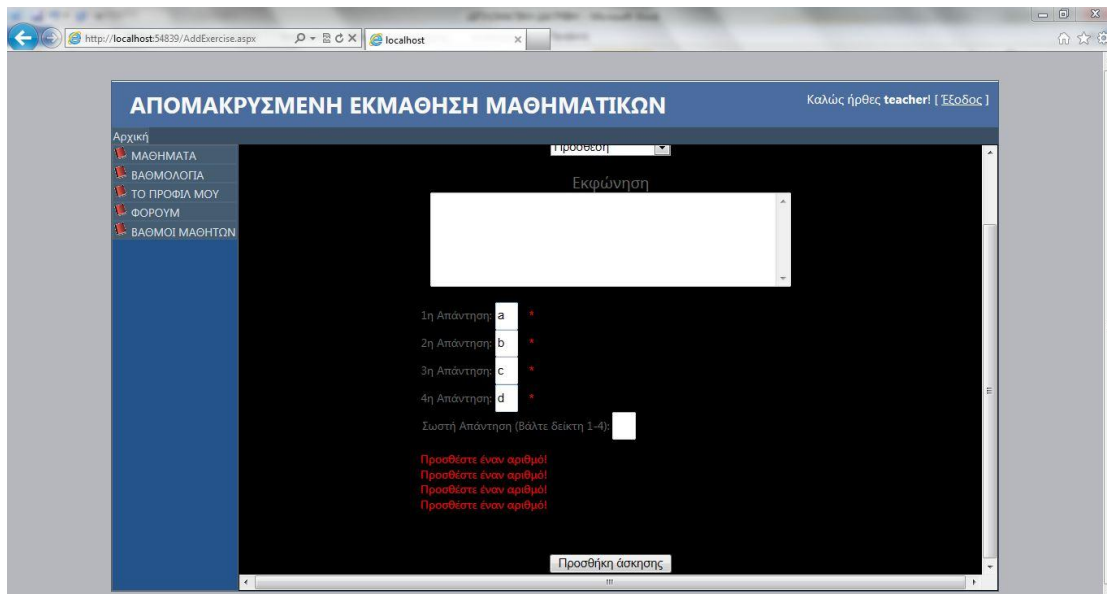 http://localhost:54839/AddExercise.aspx
localhost
ΑΠΟΜΑΚΡΥΣΜΕΝΗ ΕΚΜΑΘΗΣΗ ΜΑΘΗΜΑΤΙΚΩΝ
Καλώς ήρθες teacher! [ Έξοδος ]
Αρχική
ΜΑΘΗΜΑΤΑ
ΒΑΘΜΟΛΟΓΙΑ
ΤΟ ΠΡΟΦΙΛ ΜΟΥ
ΦΟΡΟΥΜ
ΒΑΘΜΟΙ ΜΑΘΗΤΩΝ
Πρόσθεση
Εκφώνηση
1η Απάντηση: a *
2η Απάντηση: b *
3η Απάντηση: c *
4η Απάντηση: d *
Σωστή Απάντηση (Βάλτε δείκτη 1-4):
Προσθέστε έναν αριθμό!
Προσθέστε έναν αριθμό!
Προσθέστε έναν αριθμό!
Προσθέστε έναν αριθμό!
Προσθήκη άσκησης